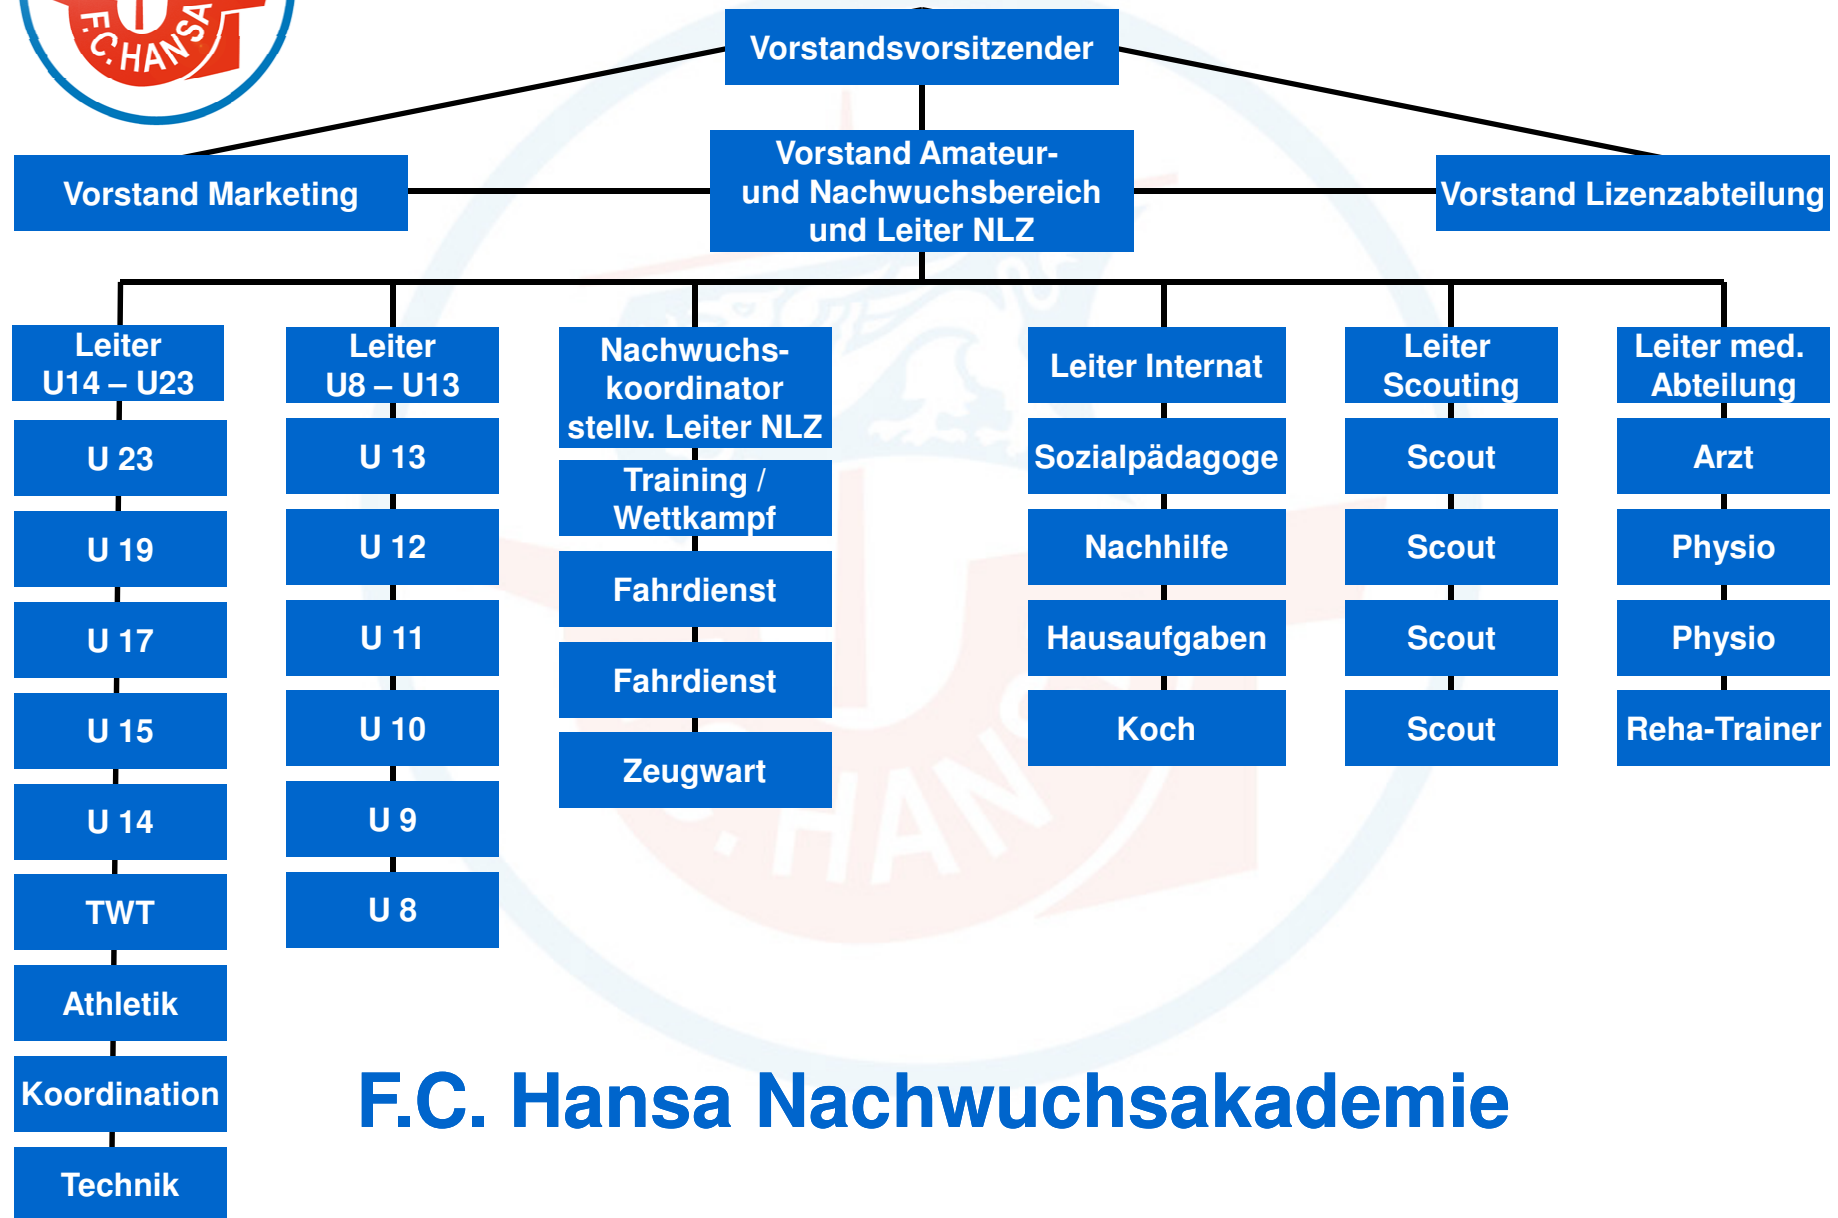 F.C. HANSA
Vorstandsvorsitzender
Vorstand Marketing
Vorstand Amateur-
und Nachwuchsbereich
und Leiter NLZ
Vorstand Lizenzabteilung
Leiter
U14 – U23
U 23
U 19
U 17
U 15
U 14
TWT
Athletik
Koordination
Technik
Leiter
U8 – U13
U 13
U 12
U 11
U 10
U 9
U 8
Nachwuchs-
koordinator
stellv. Leiter NLZ
Training /
Wettkampf
Fahrdienst
Fahrdienst
Zeugwart
Leiter Internat
Sozialpädagoge
Nachhilfe
Hausaufgaben
Koch
Leiter
Scouting
Scout
Scout
Scout
Scout
Leiter med.
Abteilung
Arzt
Physio
Physio
Reha-Trainer
C. HANS
F.C. Hansa Nachwuchsakademie